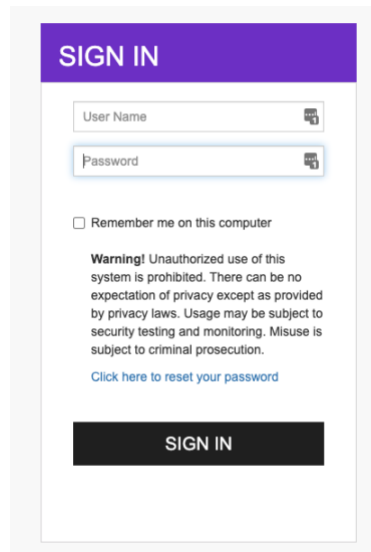 SIGN IN
User Name
1
Password
1
Remember me on this computer
Warning! Unauthorized use of this
system is prohibited. There can be no
expectation of privacy except as provided
by privacy laws. Usage may be subject to
security testing and monitoring. Misuse is
subject to criminal prosecution.
Click here to reset your password
SIGN IN